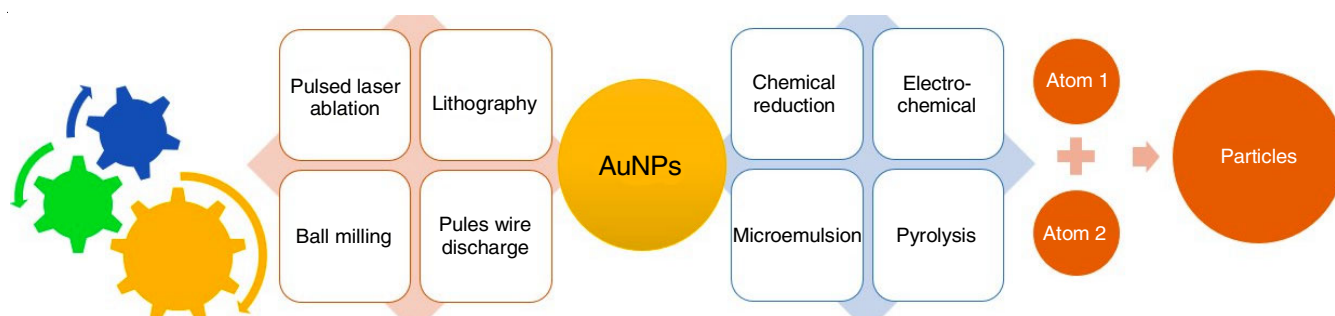 Pulsed laser
ablation
Lithography
Ball milling
Pules wire
discharge
AuNPs
Chemical
reduction
Electro-
chemical
Microemulsion
Pyrolysis
Atom 1
Atom 2
Particles